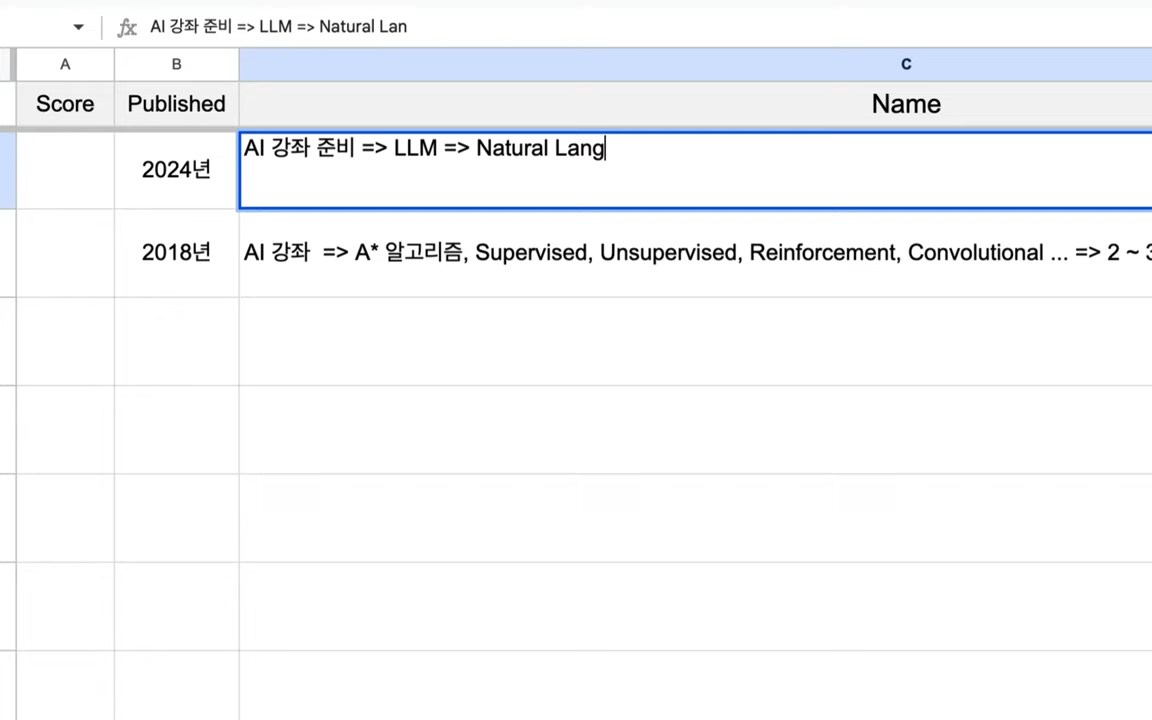 fx AI 강좌 준비 => LLM => Natural Lan
A B C
Score Published Name
2024년 AI 강좌 준비 => LLM => Natural Lang
2018년 AI 강좌 => A* 알고리즘, Supervised, Unsupervised, Reinforcement, Convolutional ... => 2 ~ 3